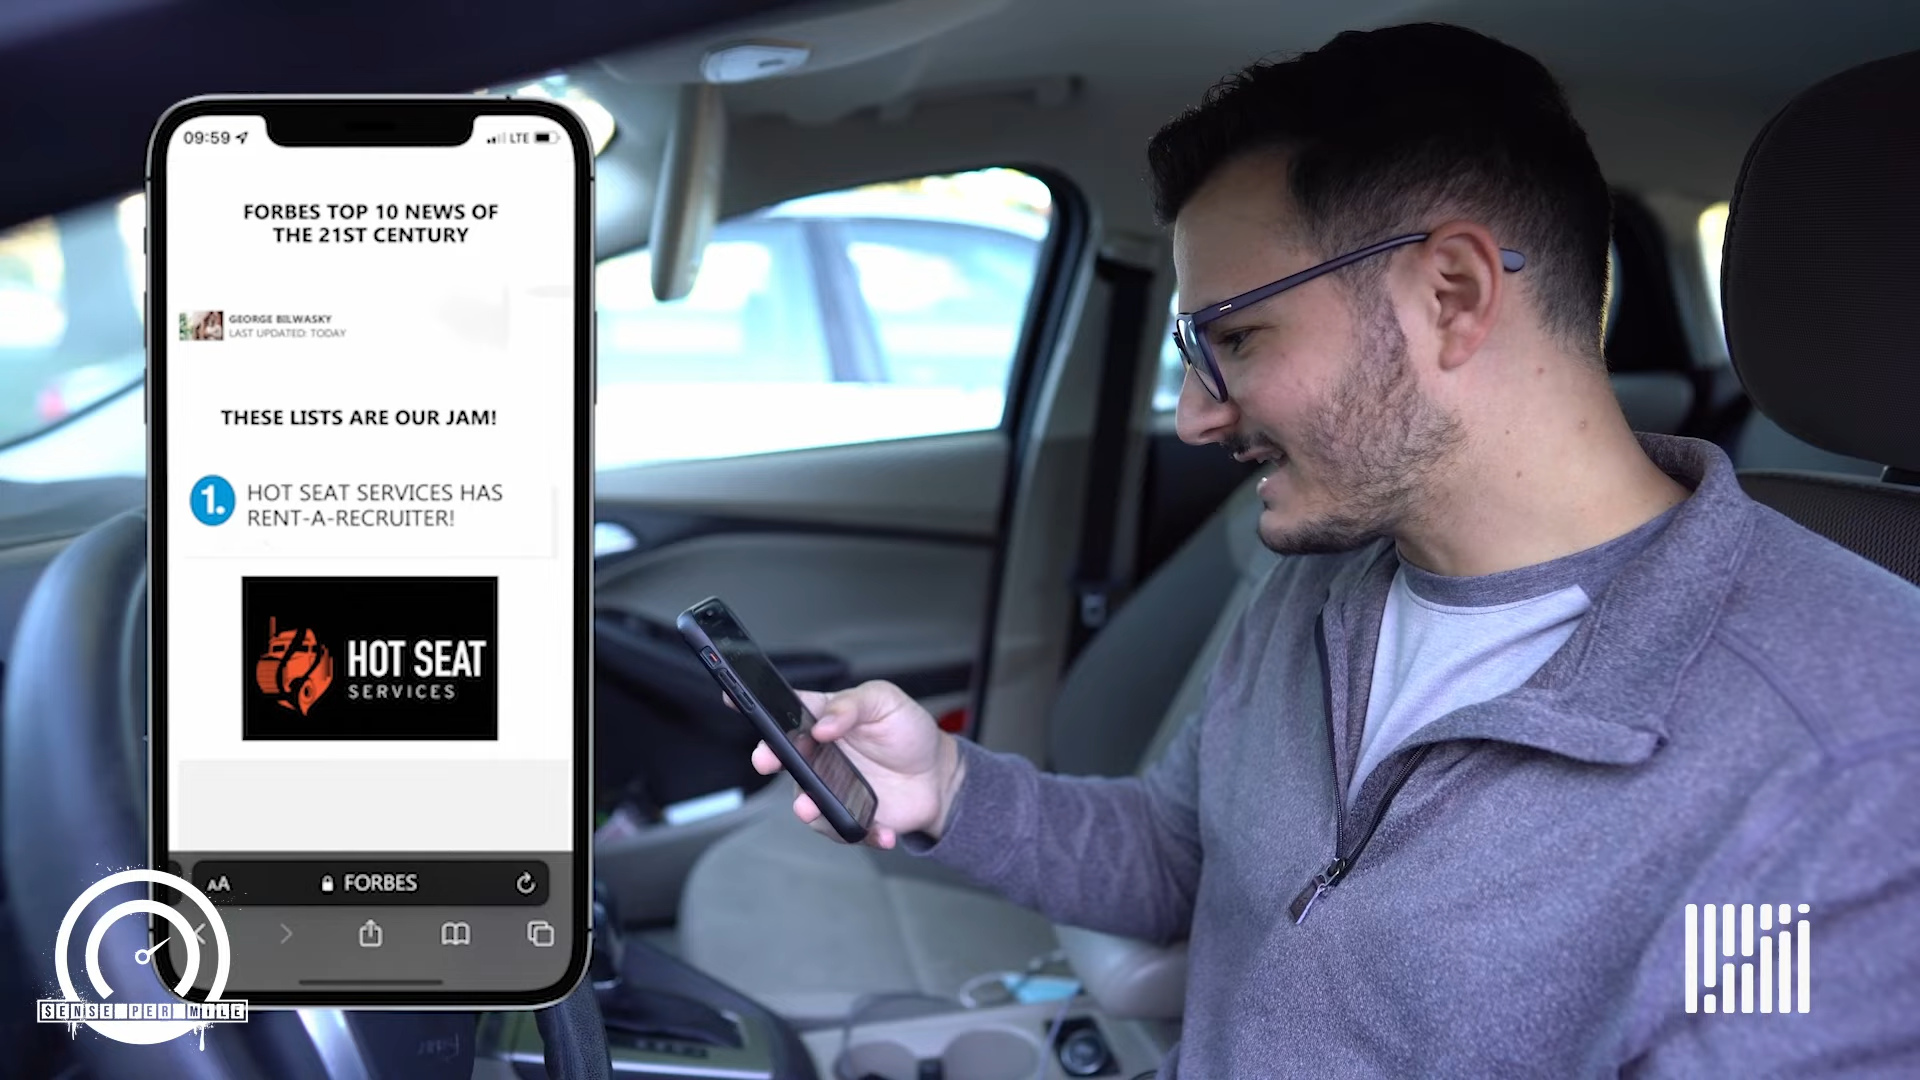 09:59
LTE
FORBES TOP 10 NEWS OF
THE 21ST CENTURY
GEORGE BILWASKY
LAST UPDATED: TODAY
THESE LISTS ARE OUR JAM!
1.
HOT SEAT SERVICES HAS
RENT-A-RECRUITER!
HOT SEAT
SERVICES
AA
FORBES
SENSE PER MiLE